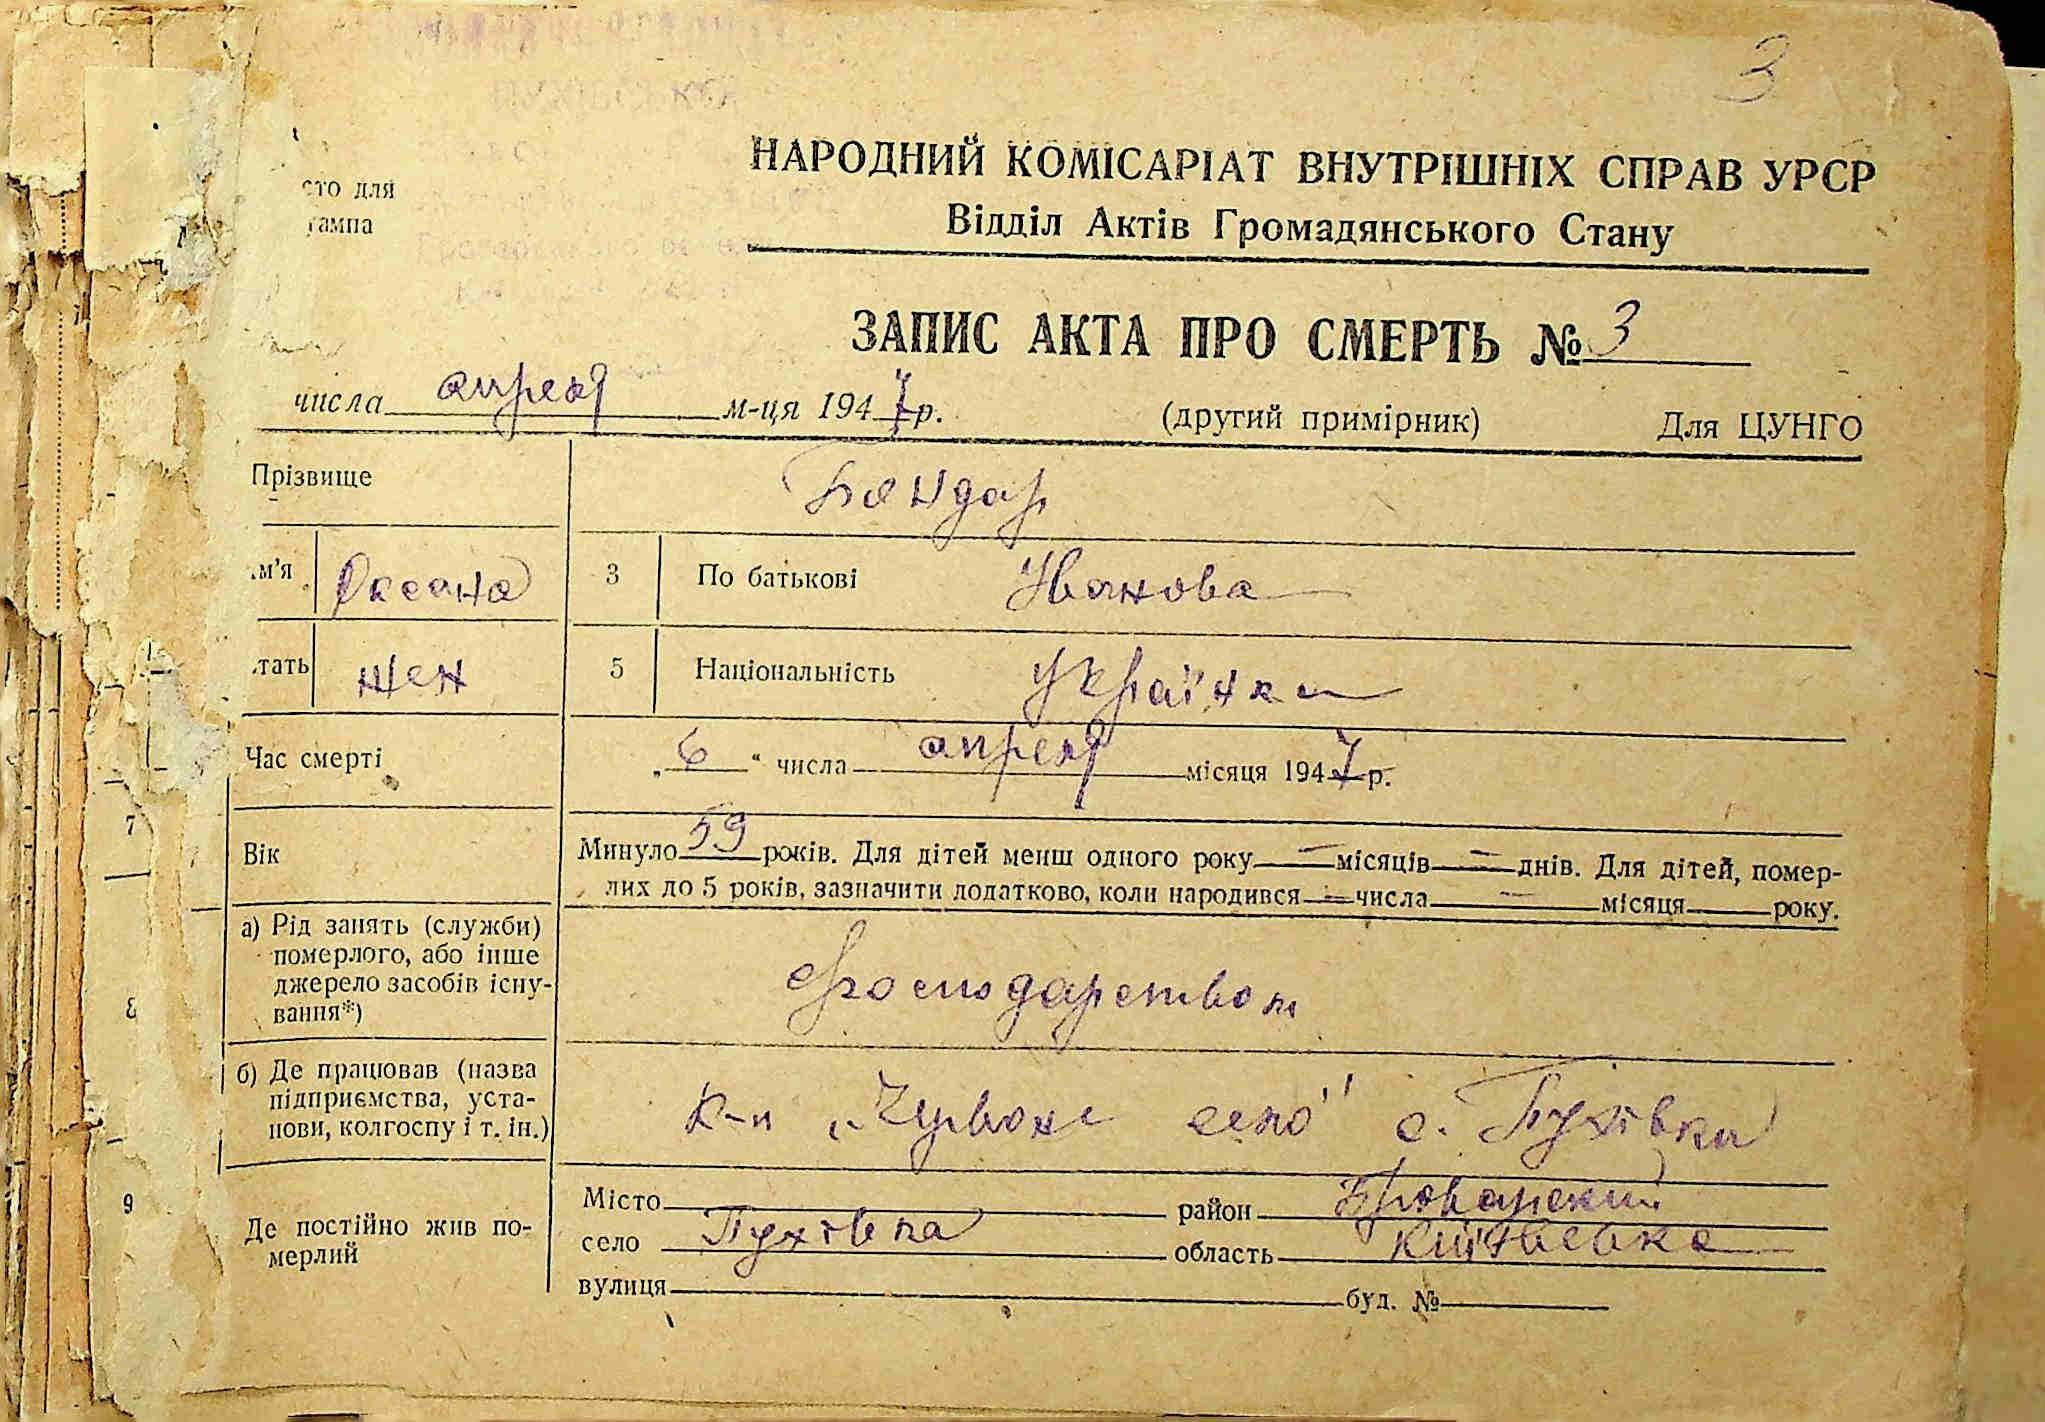 3
сто для
тампа
НАРОДНИЙ КОМІСАРІАТ ВНУТРІШНІХ СПРАВ УРСР
Відділ Актів Громадянського Стану
ЗАПИС АКТА ПРО СМЕРТЬ № 3
числа апреля м-ця 1947 р. (другий примірник) Для ЦУНГО
Прізвище Бондар
м'я Оксана 3 По батькові Іванова
тать жен 5 Національність Українка
Час смерті „ 6 “ числа апреля місяця 1947 р.
7 Вік Минуло 59 років. Для дітей менш одного року — місяців — днів. Для дітей, помер-
лих до 5 років, зазначити додатково, коли народився — числа — місяця року.
8 а) Рід занять (служби) померлого, або інше джерело засобів існу-вання*) Господарством
б) Де працював (назва підприємства, уста-нови, колгоспу і т. ін.) к-п „Червоне село" с. Пухівка
9 Де постійно жив по-мерлий
Місто район Броварский
село Пухівка область Київська
вулиця буд. №